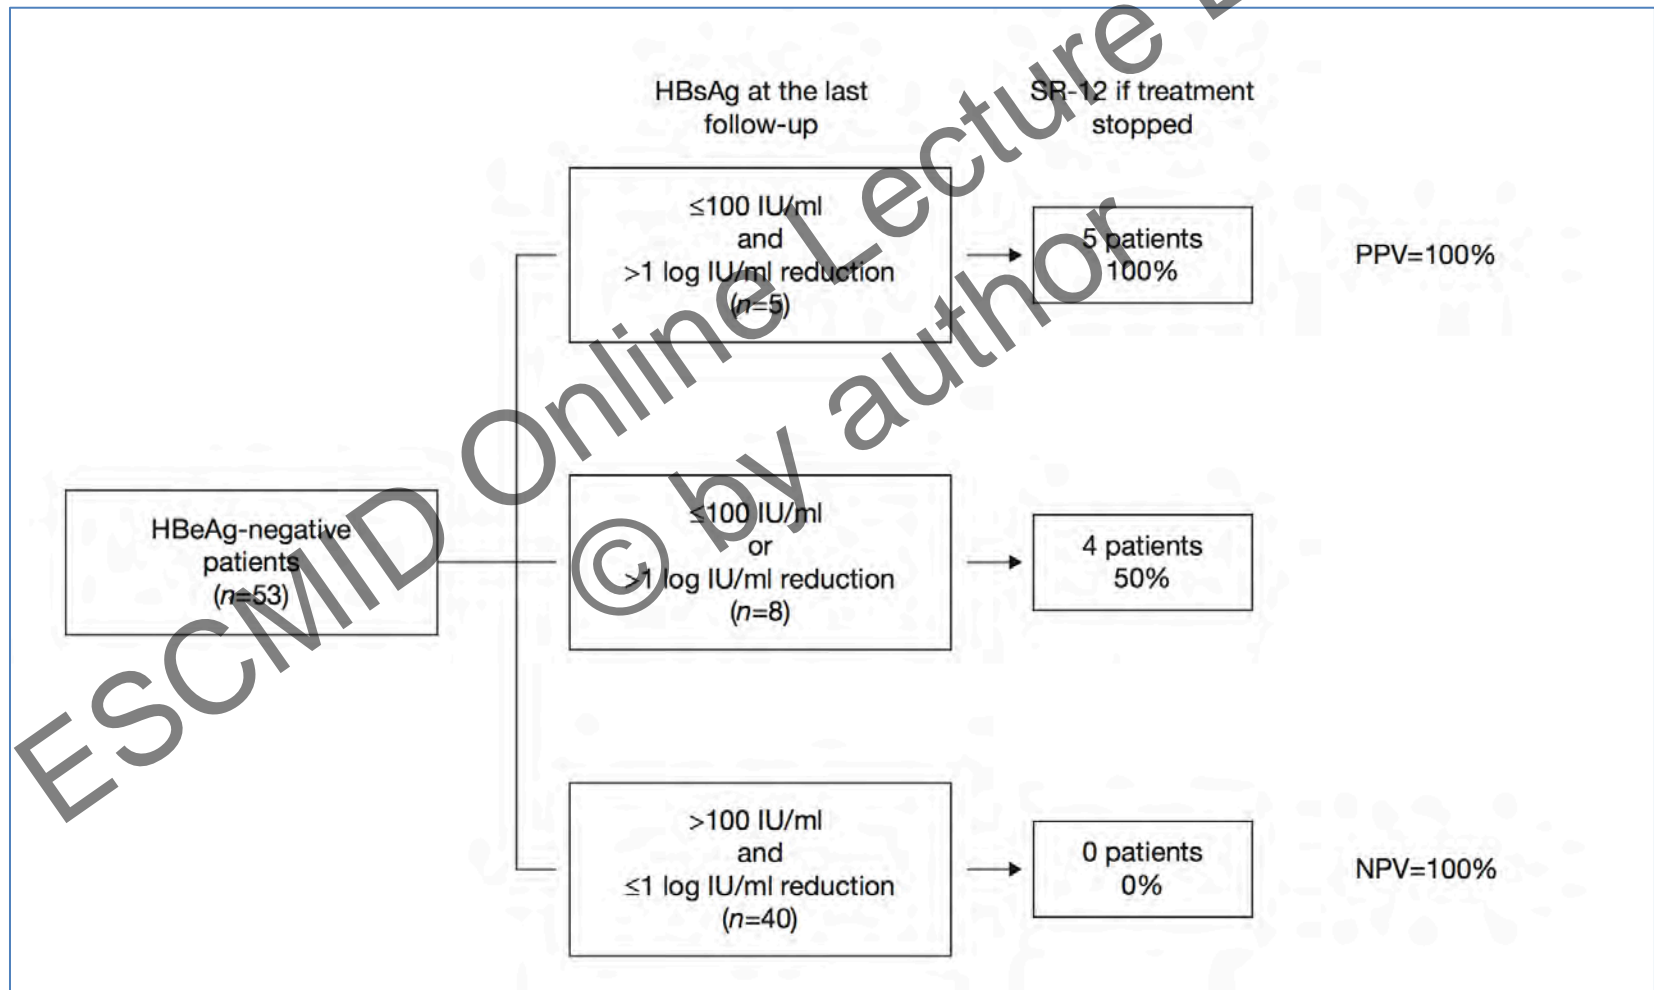 HBsAg at the last
follow-up
SR-12 if treatment
stopped
≤100 IU/ml
and
>1 log IU/ml reduction
(n=5)
5 patients
100%
PPV=100%
HBeAg-negative
patients
(n=53)
≤100 IU/ml
or
>1 log IU/ml reduction
(n=8)
4 patients
50%
>100 IU/ml
and
≤1 log IU/ml reduction
(n=40)
0 patients
0%
NPV=100%
ESCMID Online Lecture
© by author